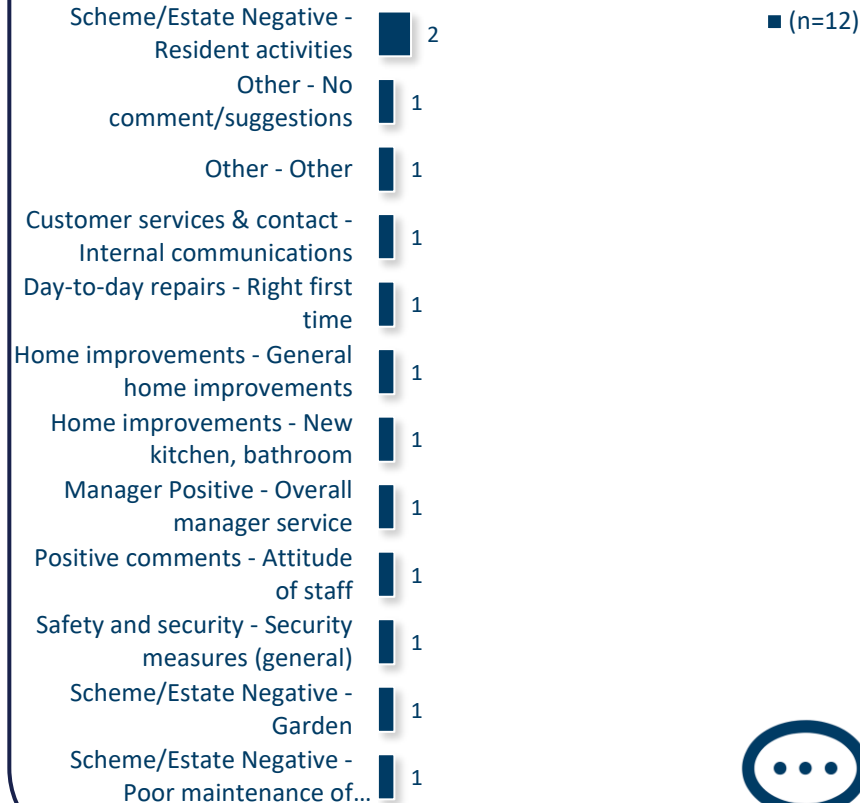 Scheme/Estate Negative -
Resident activities
2
(n=12)
Other - No
comment/suggestions
1
Other - Other
1
Customer services & contact -
Internal communications
1
Day-to-day repairs - Right first
time
1
Home improvements - General
home improvements
1
Home improvements - New
kitchen, bathroom
1
Manager Positive - Overall
manager service
1
Positive comments - Attitude
of staff
1
Safety and security - Security
measures (general)
1
Scheme/Estate Negative -
Garden
1
Scheme/Estate Negative -
Poor maintenance of...
1